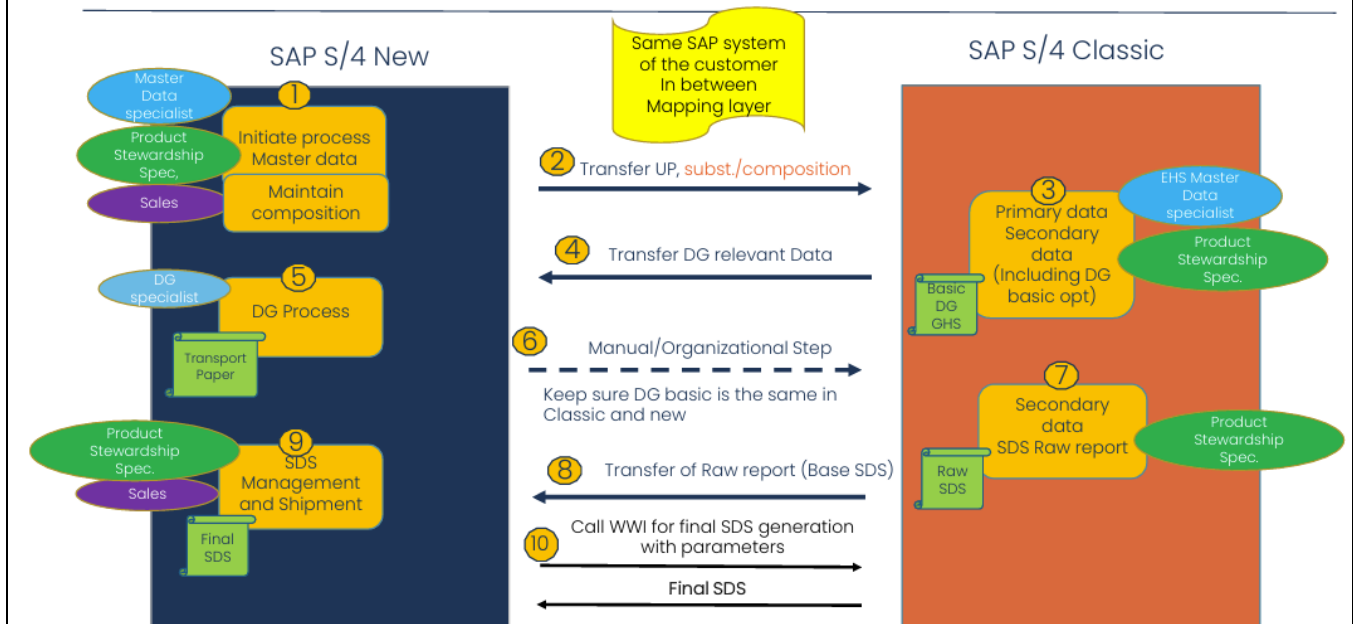 SAP S/4 New
Same SAP system
of the customer
In between
Mapping layer
SAP S/4 Classic
Master
Data
specialist
Product
Stewardship
Spec,
Sales
1
Initiate process
Master data
Maintain
composition
2
Transfer UP, subst./composition
3
Primary data
Secondary
data
(Including DG
basic opt)
EHS Master
Data
specialist
Product
Stewardship
Spec.
Basic
DG
GHS
4
Transfer DG relevant Data
DG
specialist
5
DG Process
Transport
Paper
6
Manual/Organizational Step
Keep sure DG basic is the same in
Classic and new
7
Secondary
data
SDS Raw report
Product
Stewardship
Spec.
Raw
SDS
8
Transfer of Raw report (Base SDS)
Product
Stewardship
Spec.
Sales
9
SDS
Management
and Shipment
Final
SDS
10
Call WWI for final SDS generation
with parameters
Final SDS